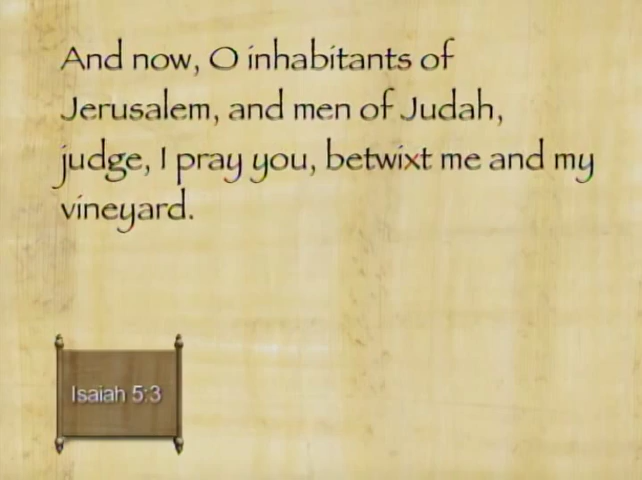 And now, O inhabitants of
Jerusalem, and men of Judah,
judge, I pray you, betwixt me and my
vineyard.
Isaiah 5:3